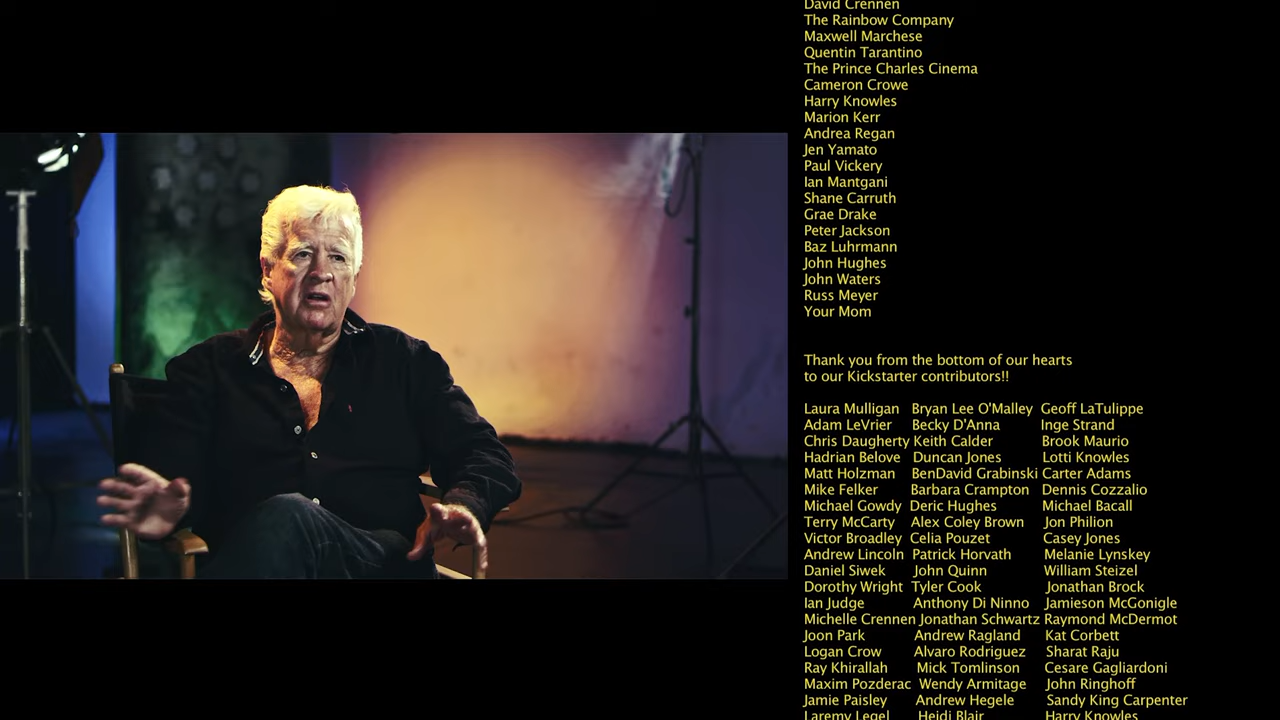 David Crennen
The Rainbow Company
Maxwell Marchese
Quentin Tarantino
The Prince Charles Cinema
Cameron Crowe
Harry Knowles
Marion Kerr
Andrea Regan
Jen Yamato
Paul Vickery
Ian Mantgani
Shane Carruth
Grae Drake
Peter Jackson
Baz Luhrmann
John Hughes
John Waters
Russ Meyer
Your Mom
Thank you from the bottom of our hearts
to our Kickstarter contributors!!
Laura Mulligan Bryan Lee O'Malley Geoff LaTulippe
Adam LeVrier Becky D'Anna Inge Strand
Chris Daugherty Keith Calder Brook Maurio
Hadrian Belove Duncan Jones Lotti Knowles
Matt Holzman BenDavid Grabinski Carter Adams
Mike Felker Barbara Crampton Dennis Cozzalio
Michael Gowdy Deric Hughes Michael Bacall
Terry McCarty Alex Coley Brown Jon Philion
Victor Broadley Celia Pouzet Casey Jones
Andrew Lincoln Patrick Horvath Melanie Lynskey
Daniel Siwek John Quinn William Steizel
Dorothy Wright Tyler Cook Jonathan Brock
Ian Judge Anthony Di Ninno Jamieson McGonigle
Michelle Crennen Jonathan Schwartz Raymond McDermot
Joon Park Andrew Ragland Kat Corbett
Logan Crow Alvaro Rodriguez Sharat Raju
Ray Khirallah Mick Tomlinson Cesare Gagliardoni
Maxim Pozderac Wendy Armitage John Ringhoff
Jamie Paisley Andrew Hegele Sandy King Carpenter
Laremy Legel Heidi Blair Harry Knowles